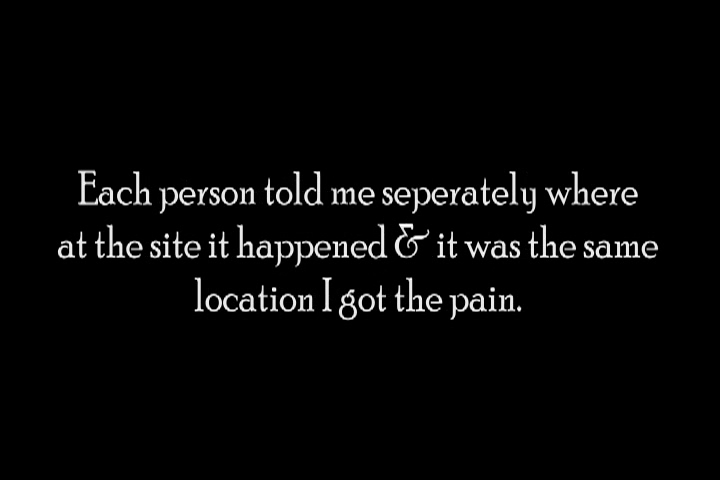 Each person told me seperately where
at the site it happened & it was the same
location I got the pain.